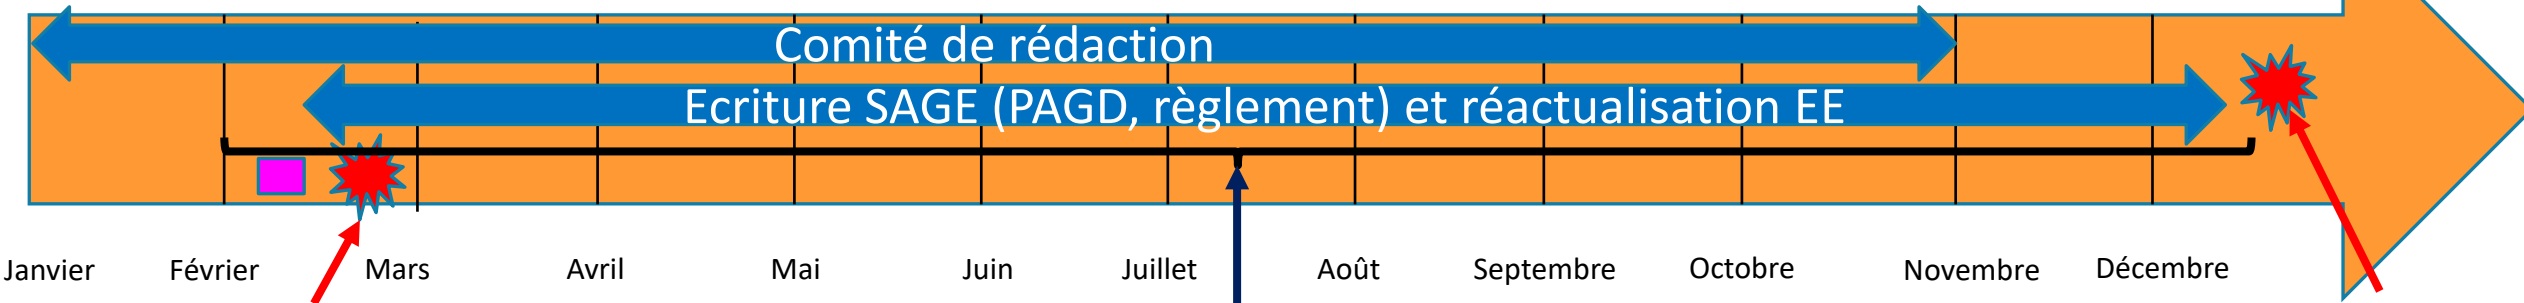 Comité de rédaction
Ecriture SAGE (PAGD, règlement) et réactualisation EE
Janvier Février Mars Avril Mai Juin Juillet Août Septembre Octobre Novembre Décembre